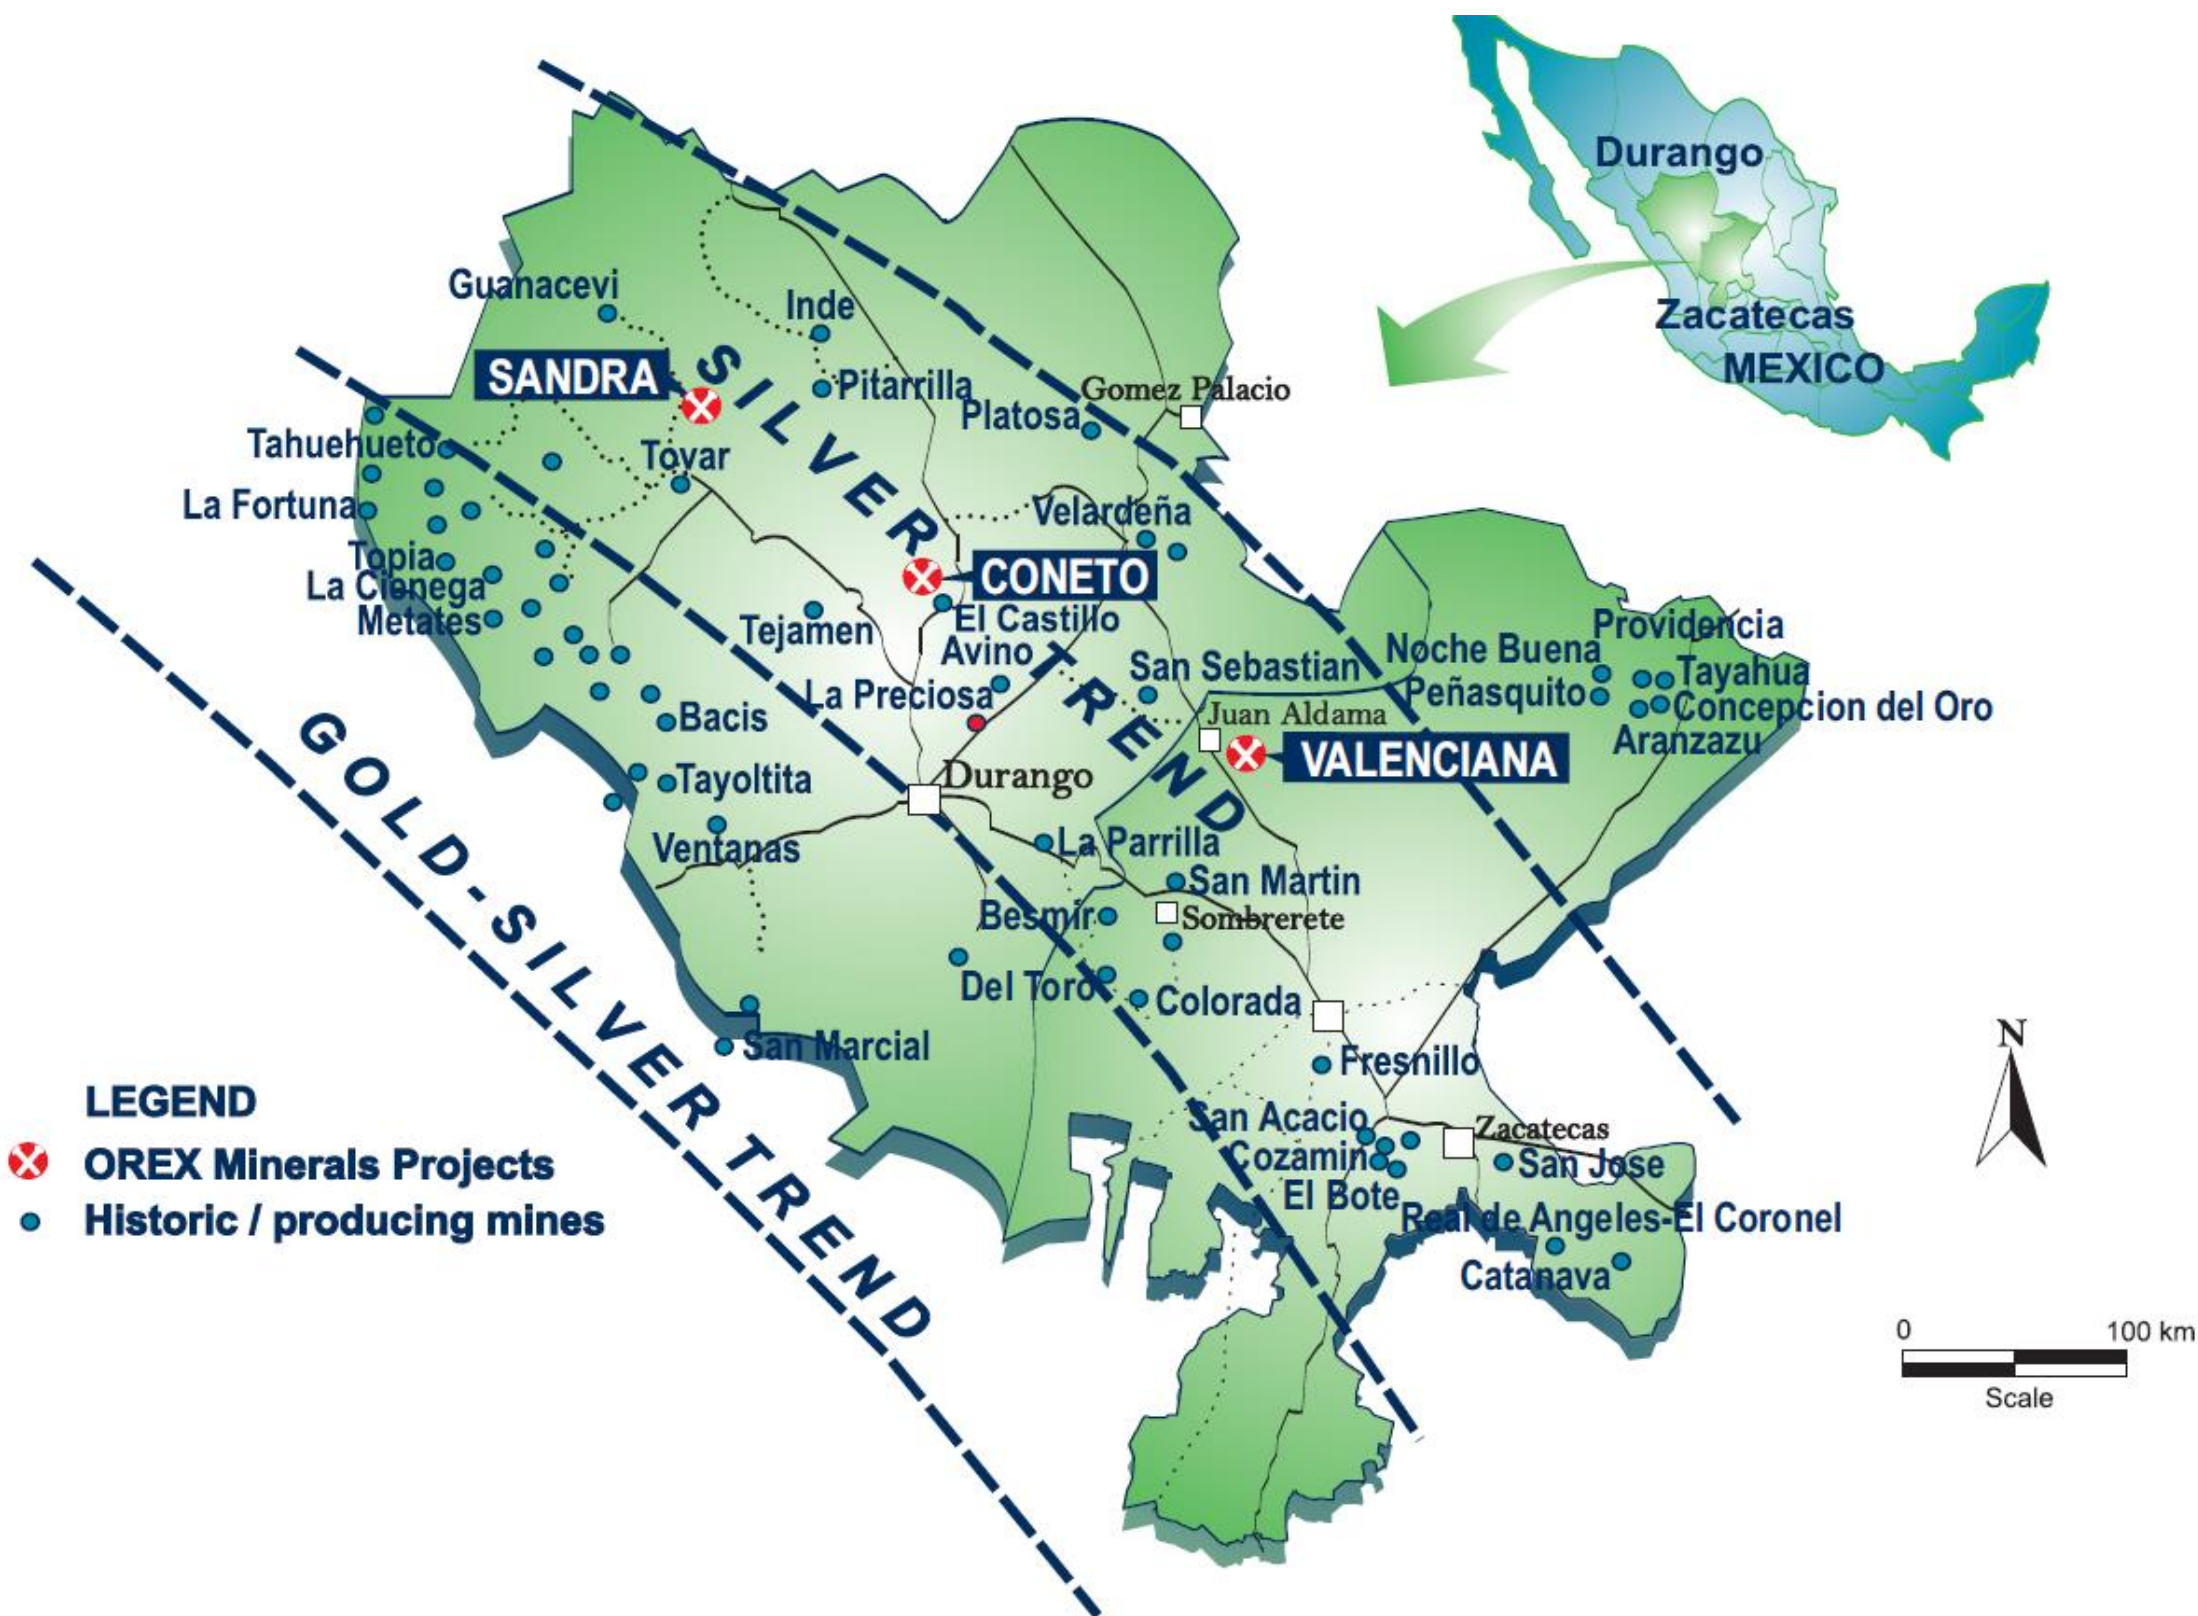 Durango
Zacatecas
MEXICO
Guanacevi
Inde
SANDRA
Pitarrilla
Gomez Palacio
Platosa
Tahuehueto
Tovar
La Fortuna
Velardeña
Topia
La Cienega
Metates
CONETO
El Castillo
Tejamen
Avino
San Sebastian
Noche Buena
Providencia
Tayahua
La Preciosa
Peñasquito
Concepcion del Oro
Bacis
Juan Aldama
Aranzazu
VALENCIANA
Tayoltita
Durango
Ventanas
La Parrilla
San Martin
Besmir
Sombrerete
Del Toro
Colorada
San Marcial
Fresnillo
San Acacio
Zacatecas
Cozamin
San Jose
El Bote
Real de Angeles-El Coronel
Catanava
SILVER TREND
GOLD-SILVER TREND
LEGEND
OREX Minerals Projects
Historic / producing mines
N
0 100 km
Scale